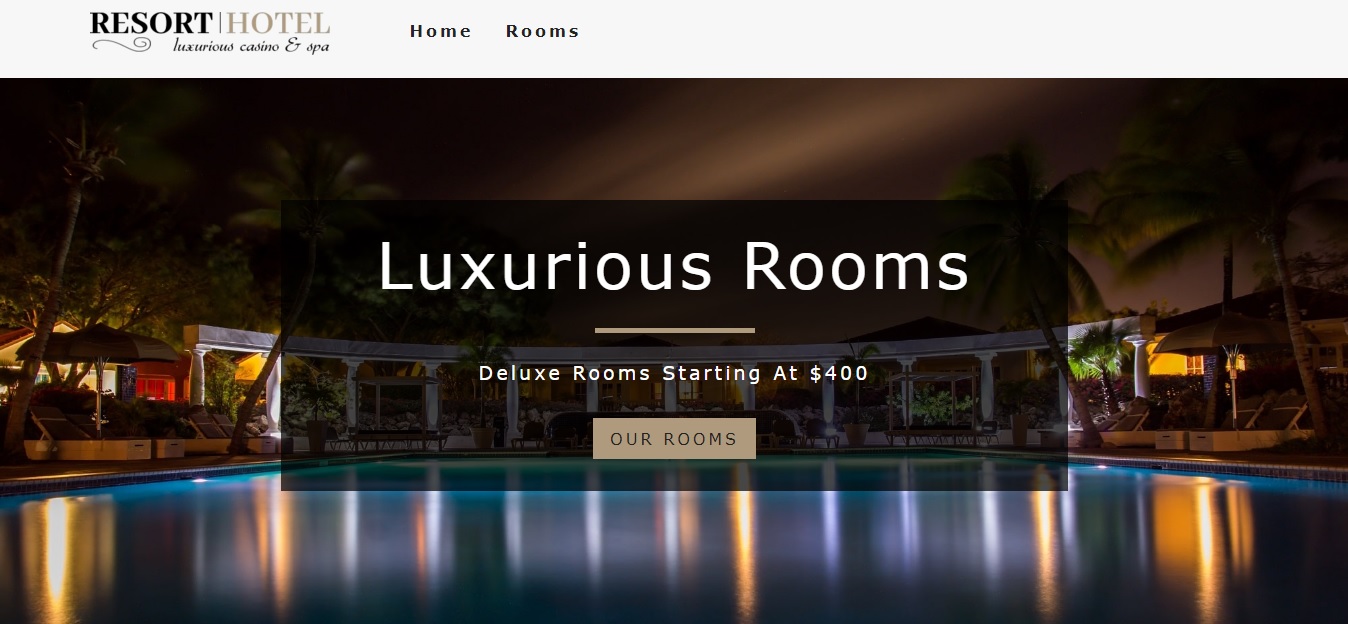 RESORT|HOTEL
luxurious casino & spa
Home Rooms
Luxurious Rooms
Deluxe Rooms Starting At $400
OUR ROOMS